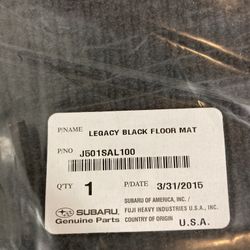 P/NAME LEGACY BLACK FLOOR MAT
P/NO J501SAL100
Q'TY 1 P/DATE 3/31/2015
SUBARU OF AMERICA, INC. /
SUBARU FUJI HEAVY INDUSTRIES U.S.A., INC.
Genuine Parts COUNTRY OF ORIGIN U.S.A.